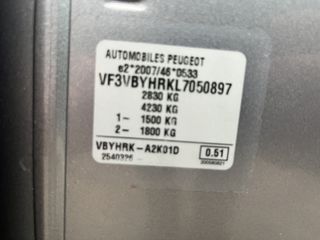 AUTOMOBILES PEUGEOT
e2*2007/46*0533
VF3VBYHRKL7050897
2830 KG
4230 KG
1- 1500 KG
2- 1800 KG
VBYHRK-A2K01D 0.51
2540326